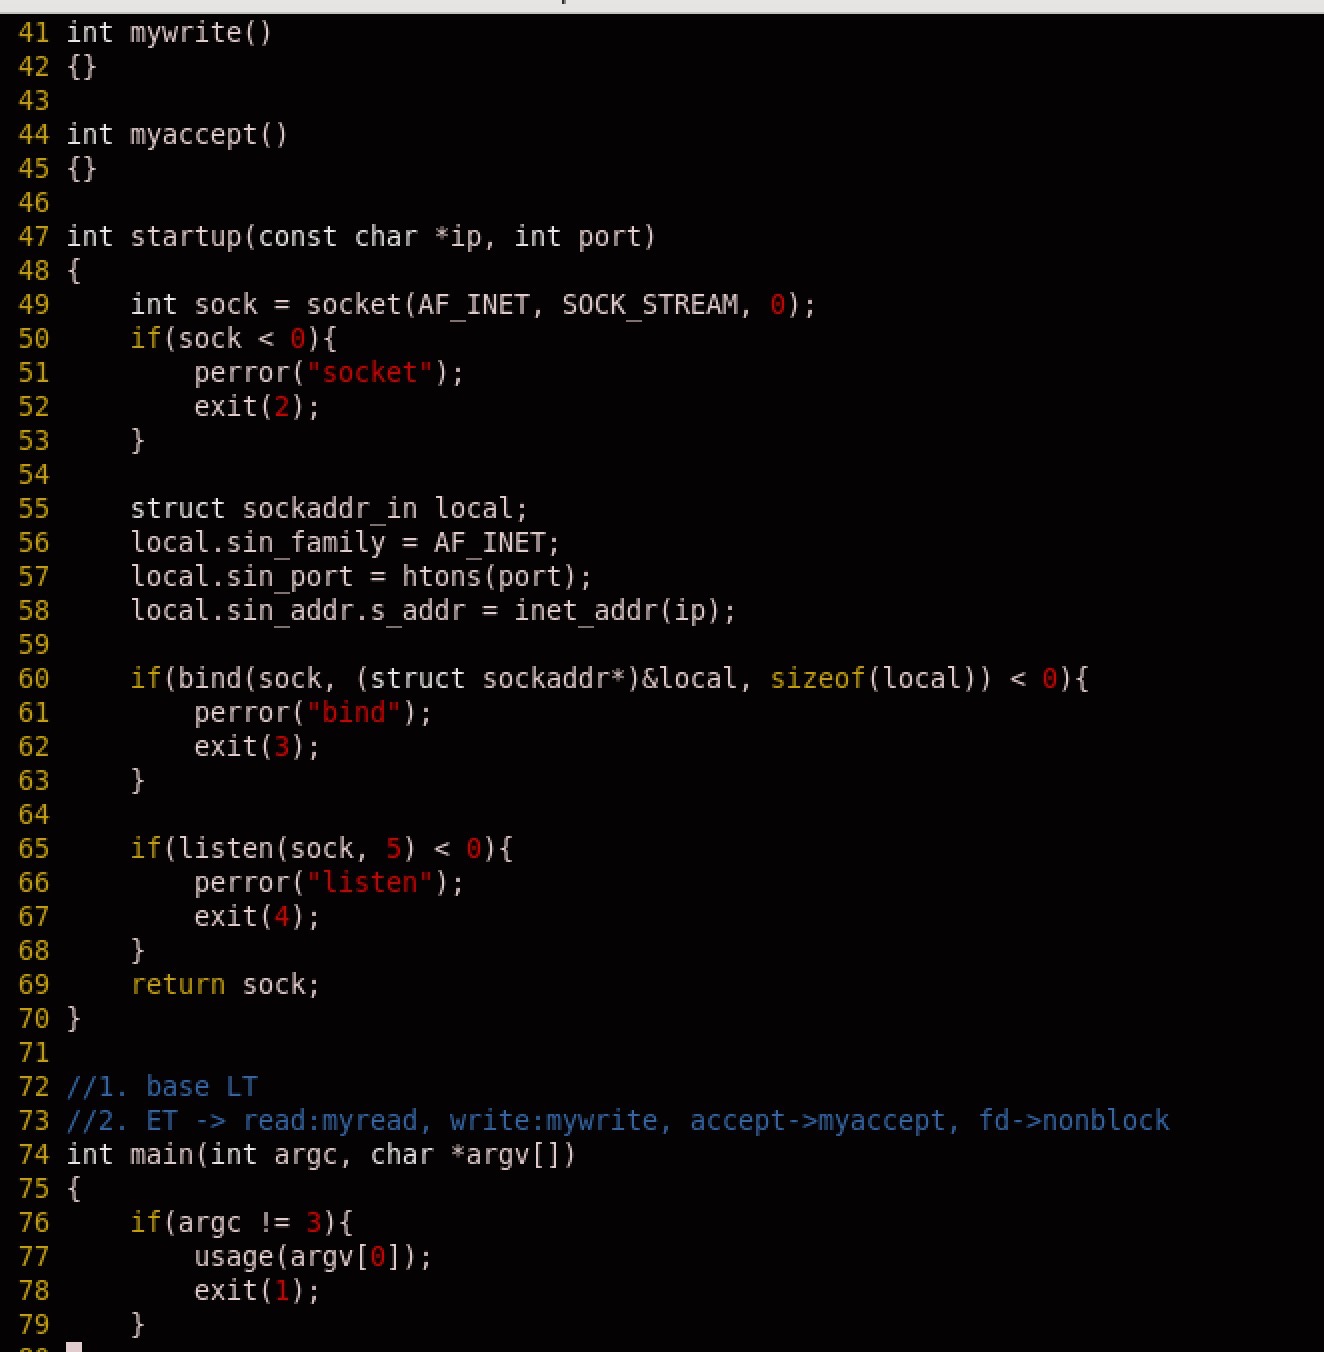 41 int mywrite()
42 {}
43
44 int myaccept()
45 {}
46
47 int startup(const char *ip, int port)
48 {
49     int sock = socket(AF_INET, SOCK_STREAM, 0);
50     if(sock < 0){
51         perror("socket");
52         exit(2);
53     }
54
55     struct sockaddr_in local;
56     local.sin_family = AF_INET;
57     local.sin_port = htons(port);
58     local.sin_addr.s_addr = inet_addr(ip);
59
60     if(bind(sock, (struct sockaddr*)&local, sizeof(local)) < 0){
61         perror("bind");
62         exit(3);
63     }
64
65     if(listen(sock, 5) < 0){
66         perror("listen");
67         exit(4);
68     }
69     return sock;
70 }
71
72 //1. base LT
73 //2. ET -> read:myread, write:mywrite, accept->myaccept, fd->nonblock
74 int main(int argc, char *argv[])
75 {
76     if(argc != 3){
77         usage(argv[0]);
78         exit(1);
79     }